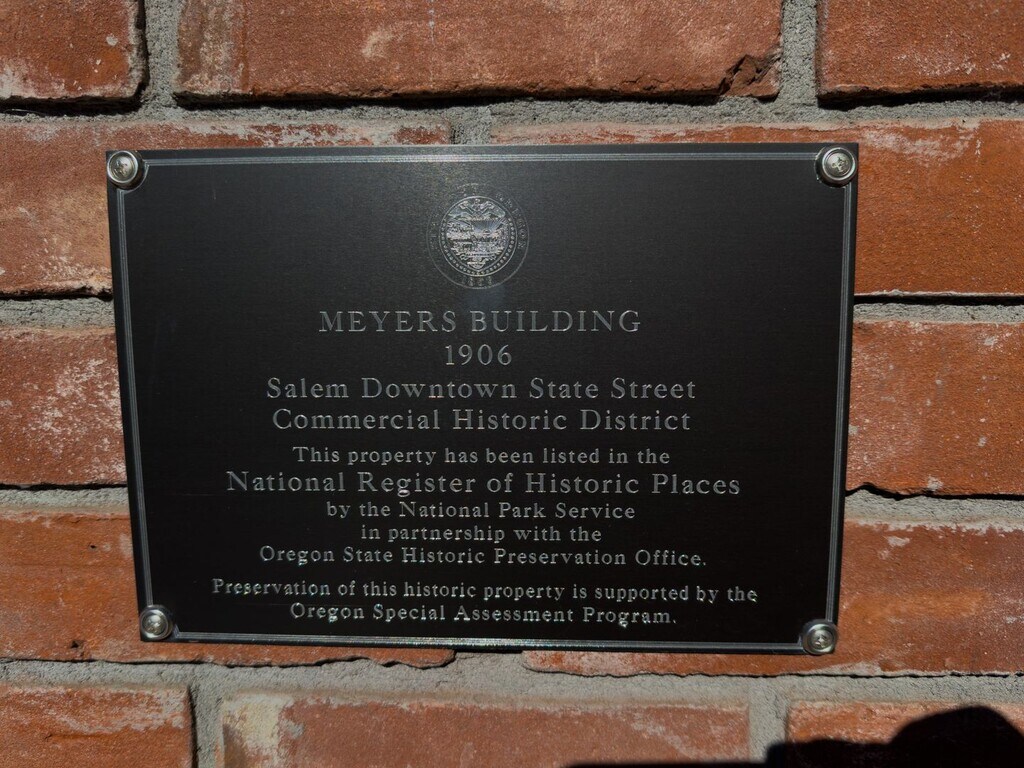 MEYERS BUILDING
1906
Salem Downtown State Street
Commercial Historic District
This property has been listed in the
National Register of Historic Places
by the National Park Service
in partnership with the
Oregon State Historic Preservation Office.
Preservation of this historic property is supported by the
Oregon Special Assessment Program.